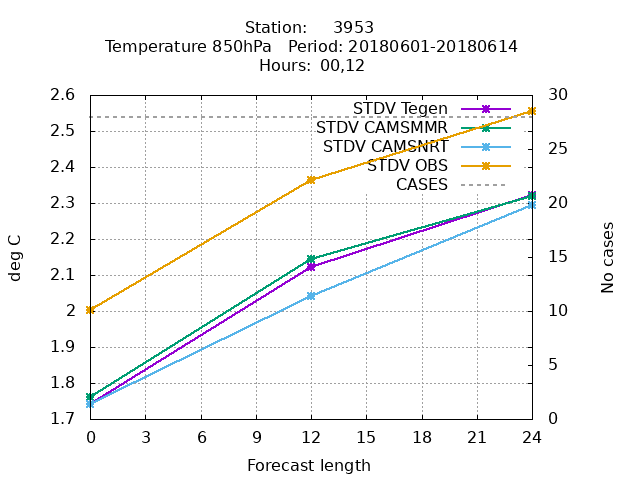 Station: 3953
Temperature 850hPa Period: 20180601-20180614
Hours: 00,12
STDV Tegen
STDV CAMSMMR
STDV CAMSNRT
STDV OBS
CASES
2.6
2.5
2.4
2.3
2.2
2.1
2
1.9
1.8
1.7
deg C
30
25
20
15
10
5
0
No cases
0 3 6 9 12 15 18 21 24
Forecast length